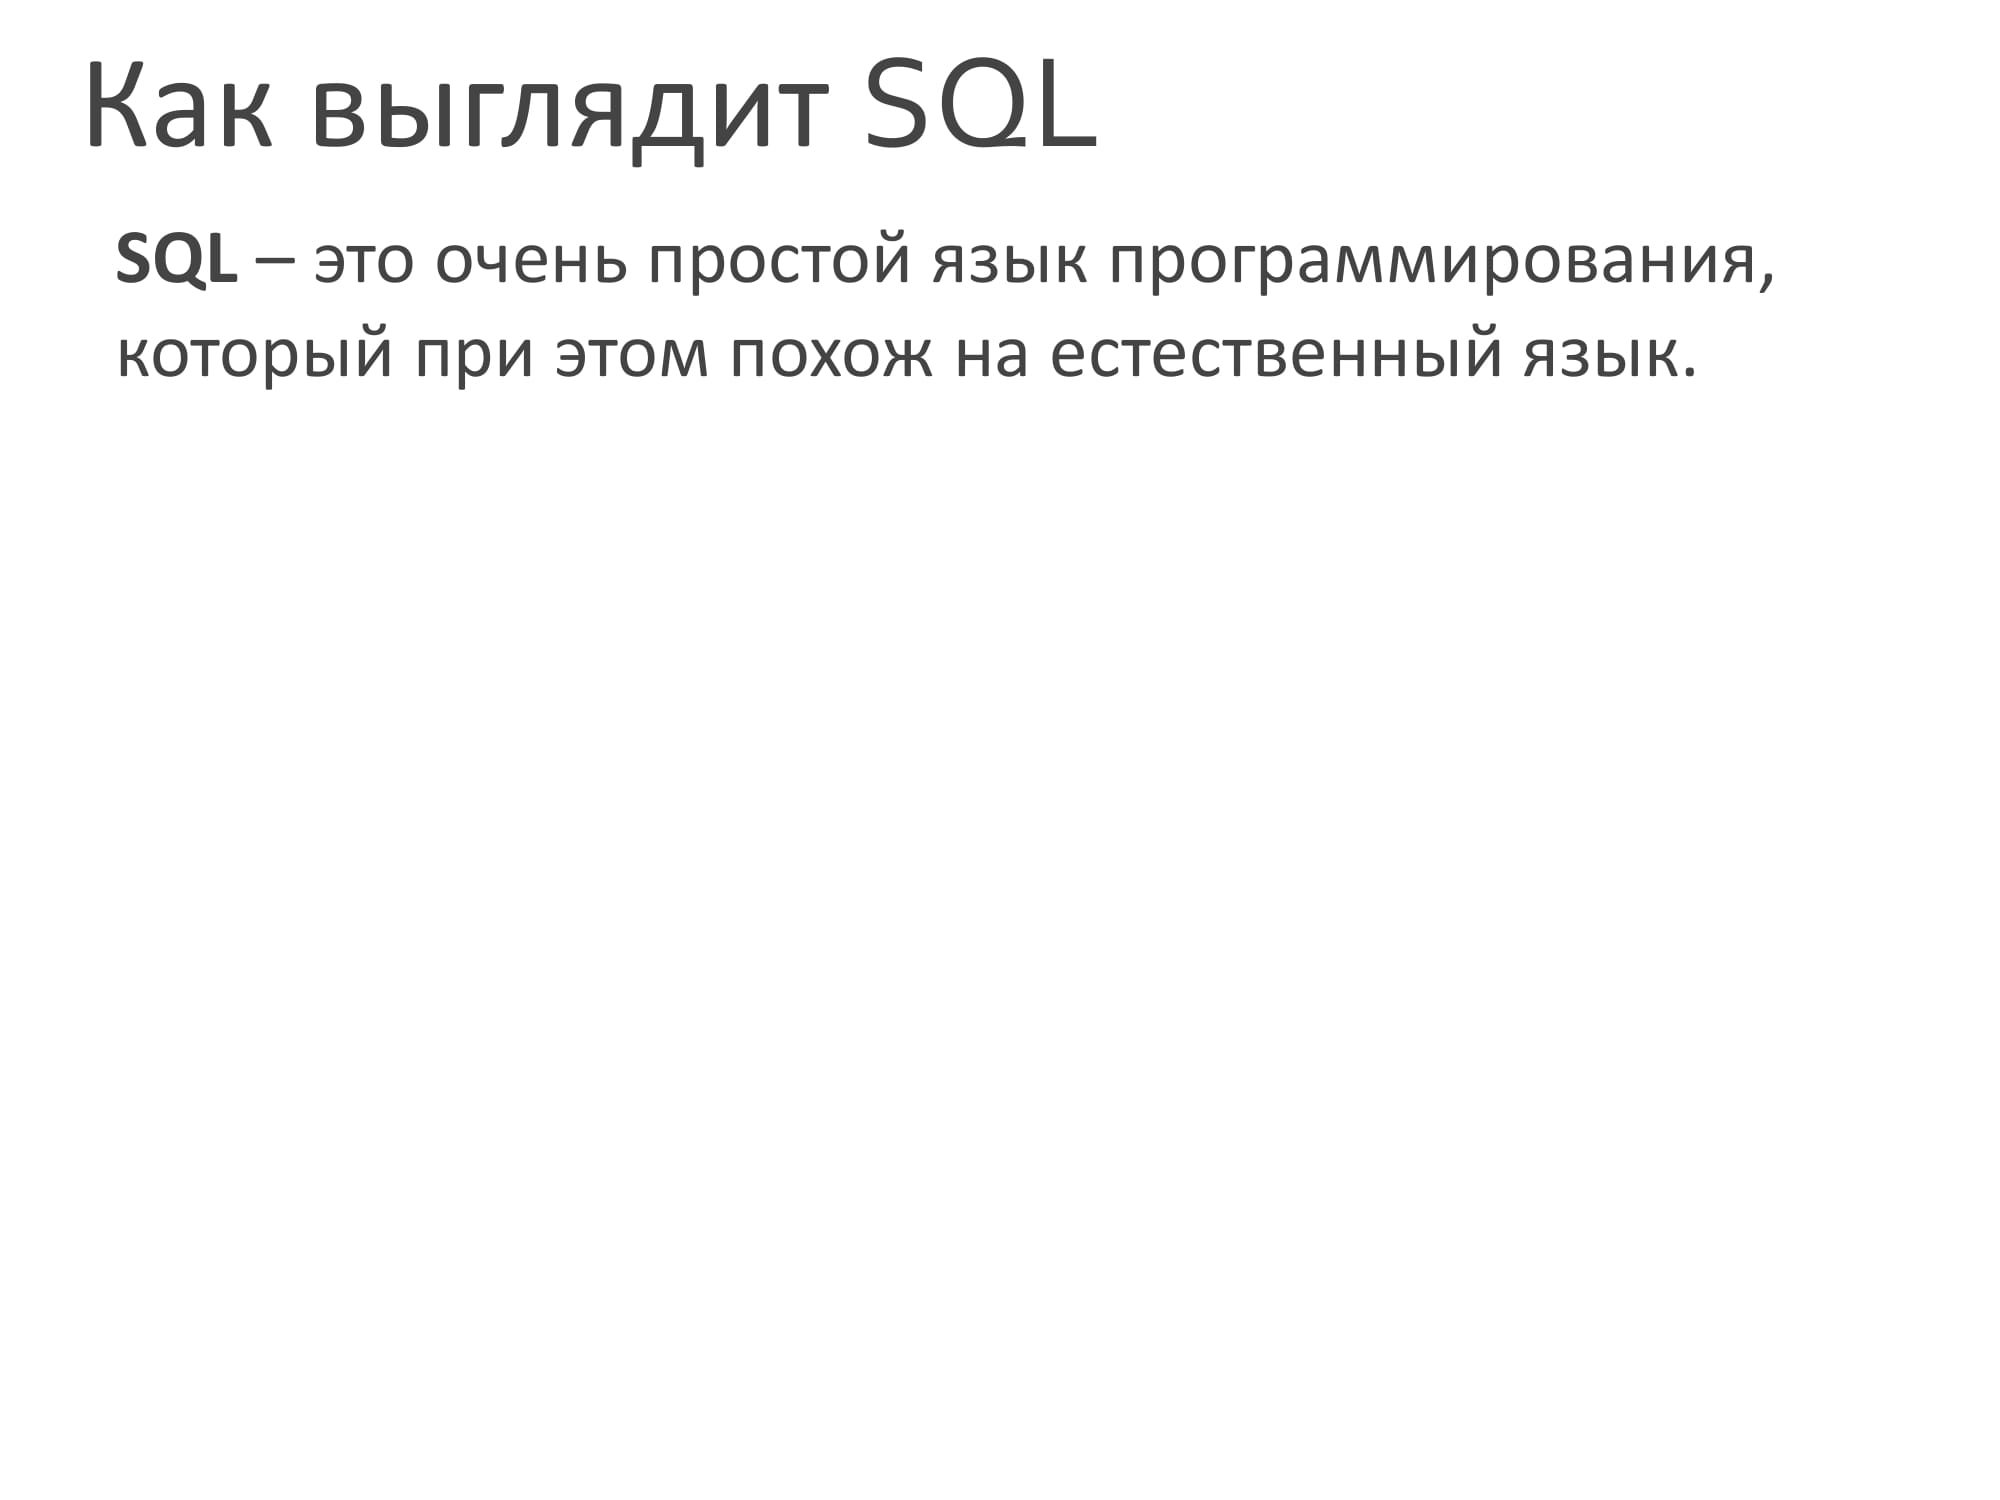 Как выглядит SQL
SQL – это очень простой язык программирования,
который при этом похож на естественный язык.